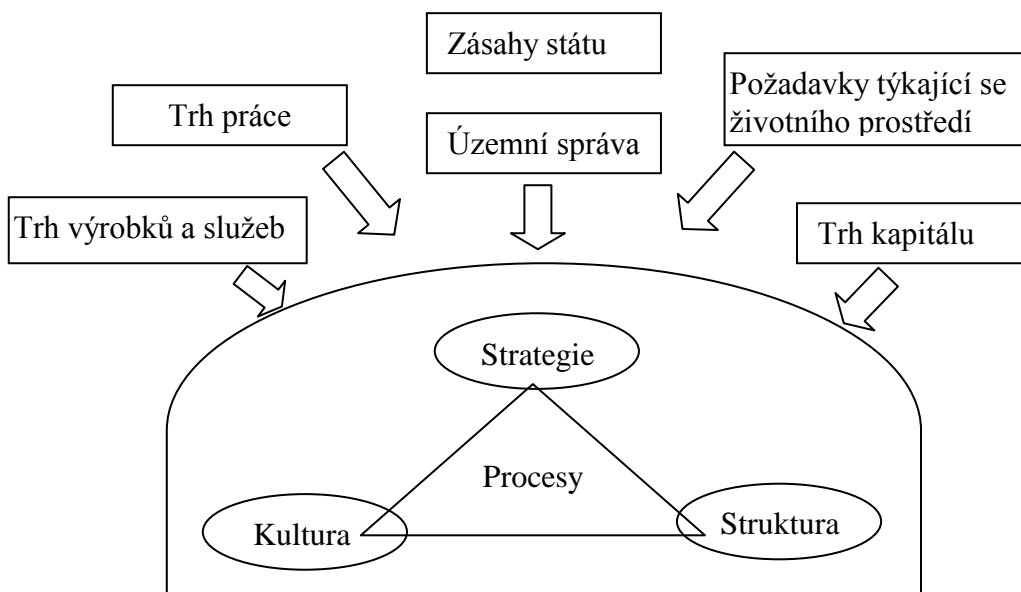 Zásahy státu
Požadavky týkající se
životního prostředí
Trh práce
Územní správa
Trh výrobků a služeb
Trh kapitálu
Strategie
Procesy
Kultura
Struktura